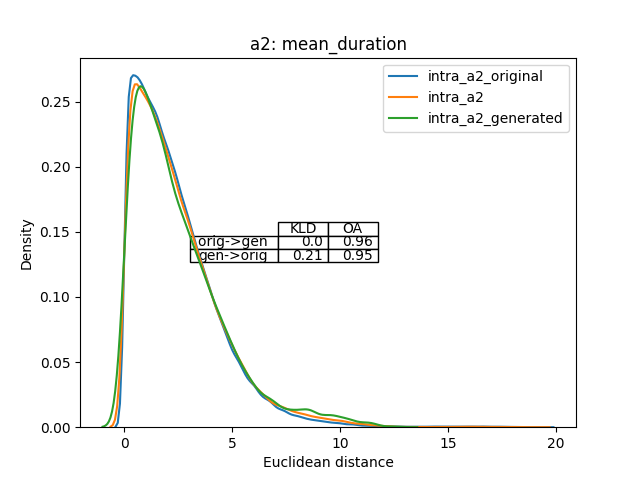 a2: mean_duration
intra_a2_original
intra_a2
intra_a2_generated
0.25
0.20
0.15
0.10
0.05
0.00
Density
KLD OA
orig->gen 0.0 0.96
gen->orig 0.21 0.95
0 5 10 15 20
Euclidean distance